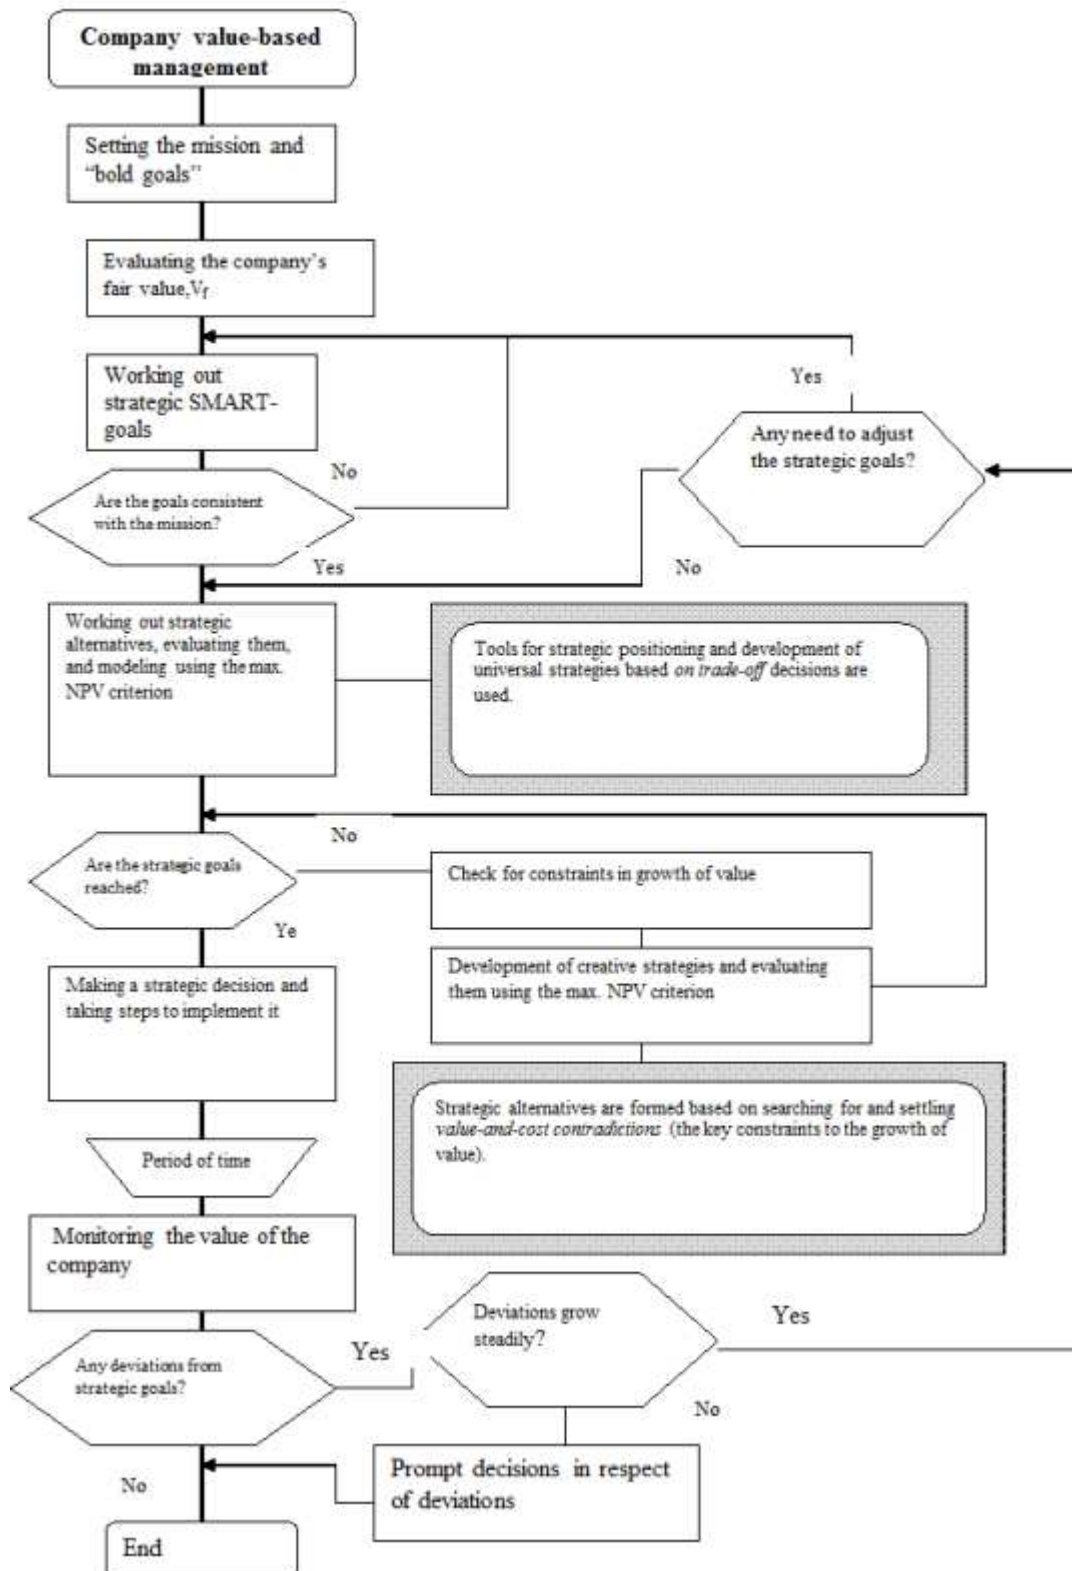 Company value-based
management
Setting the mission and
“bold goals”
Evaluating the company’s
fair value,Vf
Working out
strategic SMART-
goals
Yes
Any need to adjust
the strategic goals?
No
Are the goals consistent
with the mission?
Yes
No
Working out strategic
alternatives, evaluating them,
and modeling using the max.
NPV criterion
Tools for strategic positioning and development of
universal strategies based on trade-off decisions are
used.
No
Are the strategic goals
reached?
Check for constraints in growth of value
Ye
Development of creative strategies and evaluating
them using the max. NPV criterion
Making a strategic decision and
taking steps to implement it
Strategic alternatives are formed based on searching for and settling
value-and-cost contradictions (the key constraints to the growth of
value).
Period of time
Monitoring the value of the
company
Deviations grow
steadily?
Yes
Yes
Any deviations from
strategic goals?
No
Prompt decisions in respect
of deviations
No
End